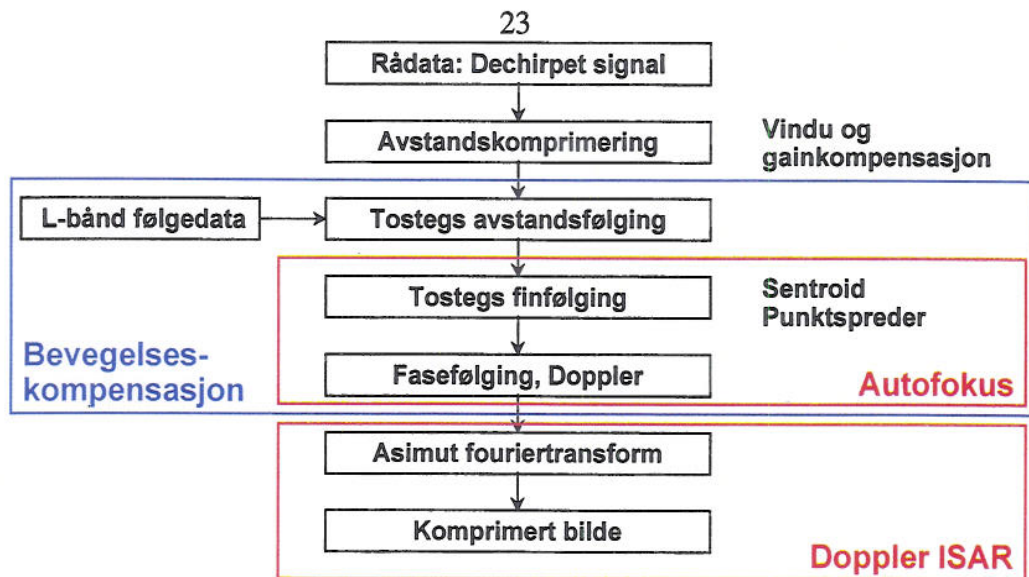 23
Rådata: Dechirpet signal
Avstandskomprimering
Vindu og
gainkompensasjon
L-bånd følgedata
Tostegs avstandsfølging
Tostegs finfølging
Sentroid
Punktspreder
Bevegelses-
kompensasjon
Fasefølging, Doppler
Autofokus
Asimut fouriertransform
Komprimert bilde
Doppler ISAR